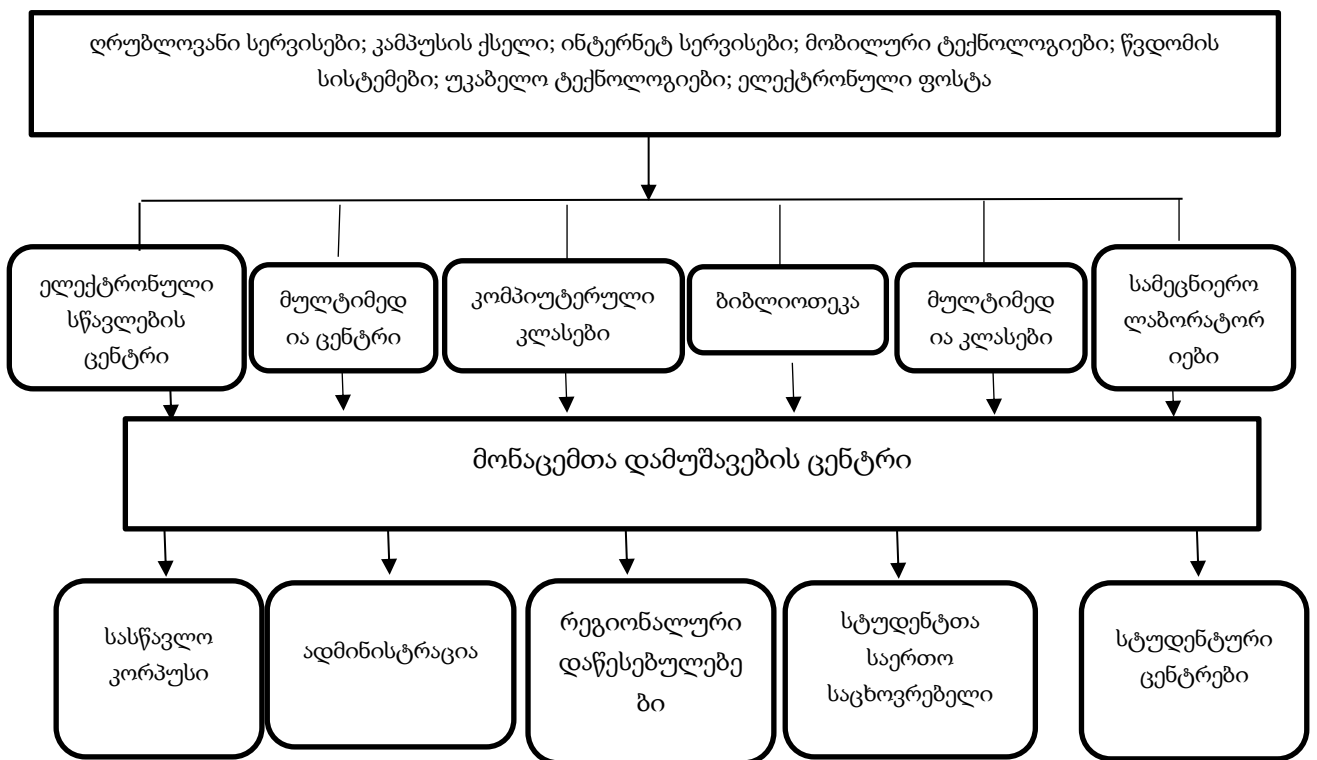 ღრუბლოვანი სერვისები; კამპუსის ქსელი; ინტერნეტ სერვისები; მობილური ტექნოლოგიები; წვდომის
სისტემები; უკაბელო ტექნოლოგიები; ელექტრონული ფოსტა
ელექტრონული
სწავლების
ცენტრი
მულტიმედ
ია ცენტრი
კომპიუტერული
კლასები
ბიბლიოთეკა
მულტიმედ
ია კლასები
სამეცნიერო
ლაბორატორ
იები
მონაცემთა დამუშავების ცენტრი
სასწავლო
კორპუსი
ადმინისტრაცია
რეგიონალური
დაწესებულებე
ბი
სტუდენტთა
საერთო
საცხოვრებელი
სტუდენტური
ცენტრები